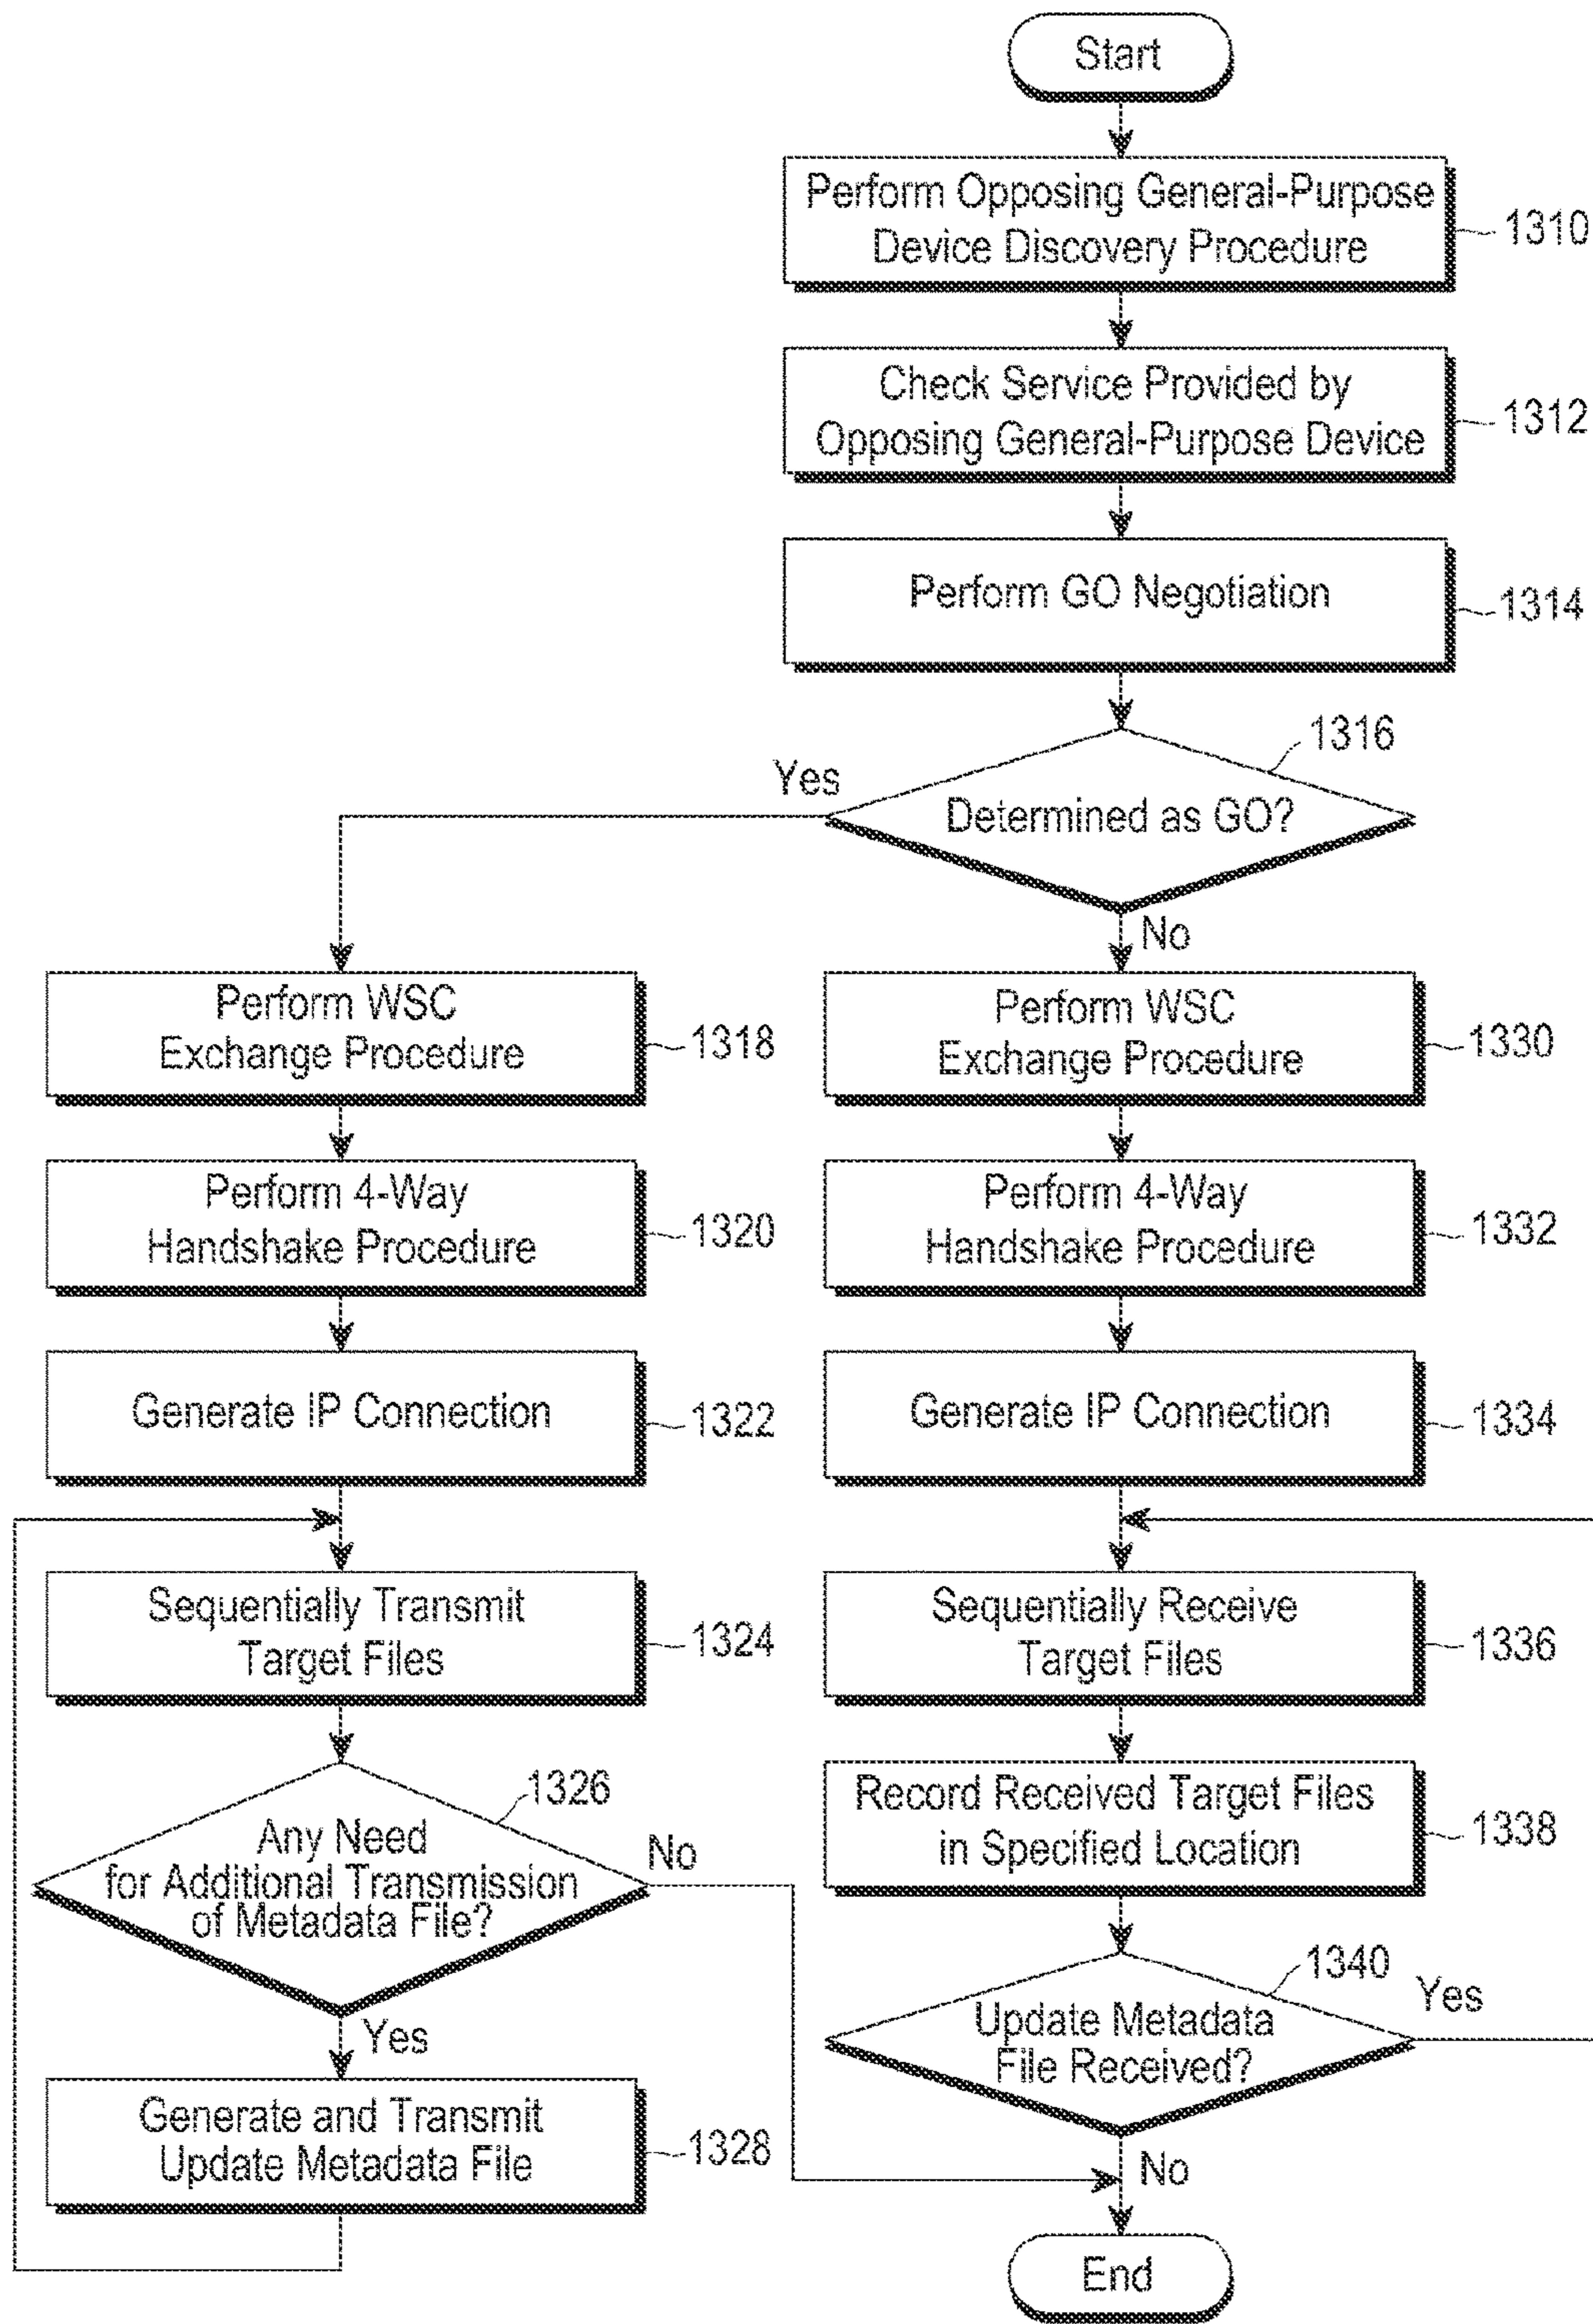 Start
Perform Opposing General-Purpose
Device Discovery Procedure
1310
Check Service Provided by
Opposing General-Purpose Device
1312
Perform GO Negotiation
1314
1316
Yes
Determined as GO?
No
Perform WSC
Exchange Procedure
1318
Perform 4-Way
Handshake Procedure
1320
Generate IP Connection
1322
Sequentially Transmit
Target Files
1324
1326
Any Need
for Additional Transmission
of Metadata File?
No
Yes
Generate and Transmit
Update Metadata File
1328
Perform WSC
Exchange Procedure
1330
Perform 4-Way
Handshake Procedure
1332
Generate IP Connection
1334
Sequentially Receive
Target Files
1336
Record Received Target Files
in Specified Location
1338
1340
Yes
Update Metadata
File Received?
No
End